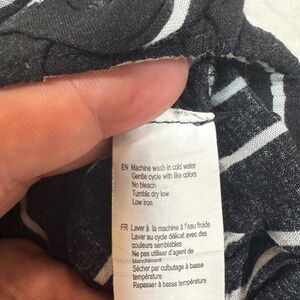 EN Machine wash in cold water
Gentle cycle with like colors
No bleach
Tumble dry low
Low iron
FR Laver à la machine à l'eau froide
Laver au cycle délicat avec des
couleurs semblables
Ne pas utiliser d'agent de
blanchiment
Sécher par culbutage à basse
température
Repasser à basse température